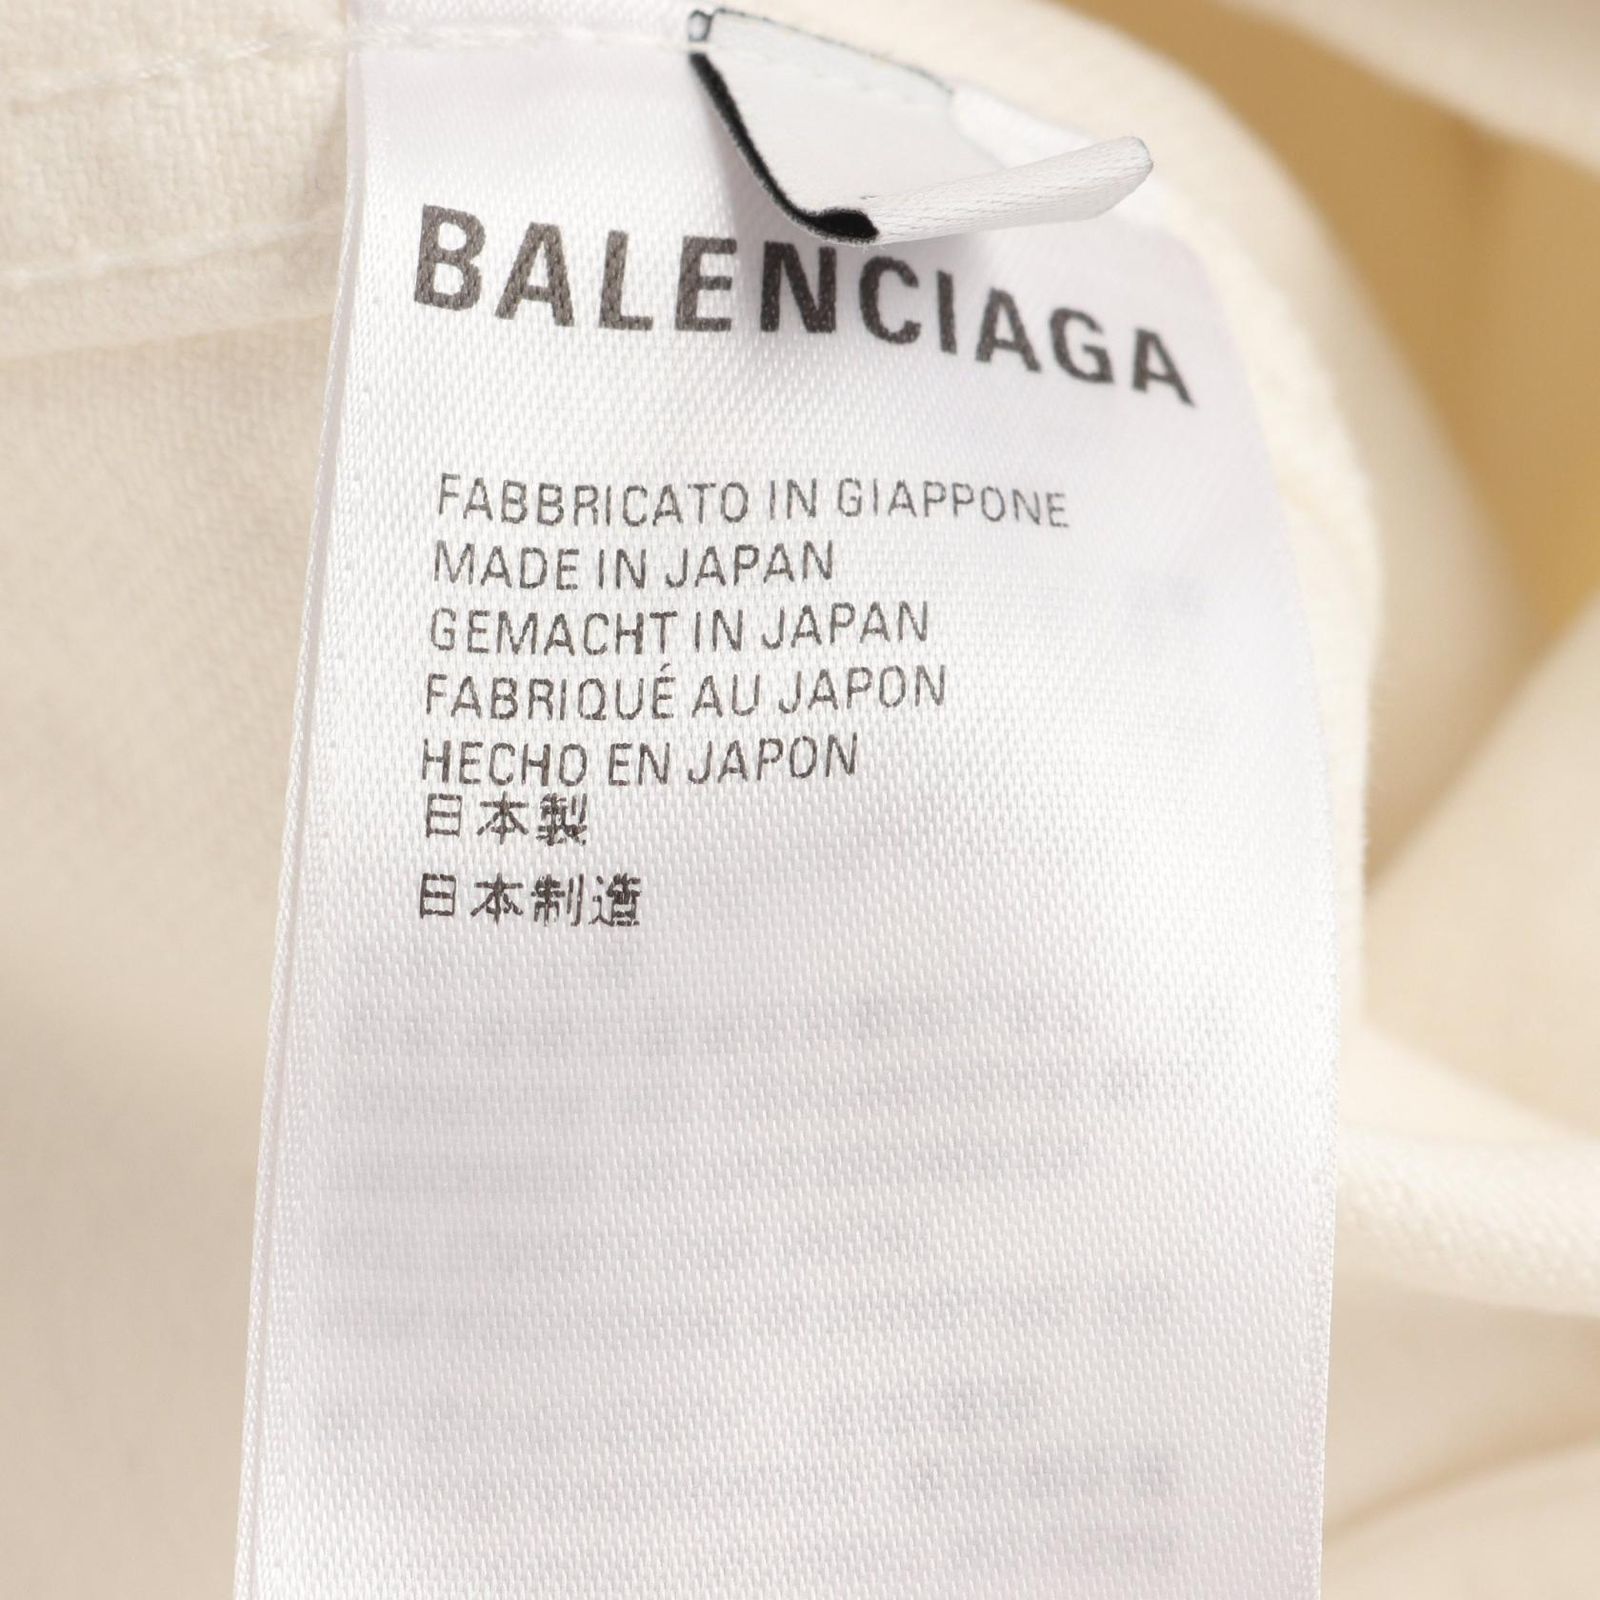 BALENCIAGA
FABBRICATO IN GIAPPONE
MADE IN JAPAN
GEMACHT IN JAPAN
FABRIQUÉ AU JAPON
HECHO EN JAPON
日本製
日本制造